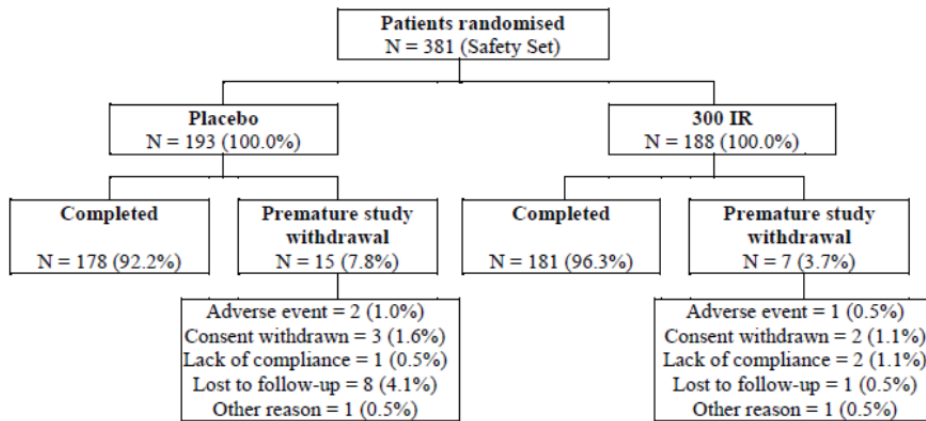 Patients randomised
N = 381 (Safety Set)
Placebo
N = 193 (100.0%)
300 IR
N = 188 (100.0%)
Completed
N = 178 (92.2%)
Premature study
withdrawal
N = 15 (7.8%)
Completed
N = 181 (96.3%)
Premature study
withdrawal
N = 7 (3.7%)
Adverse event = 2 (1.0%)
Consent withdrawn = 3 (1.6%)
Lack of compliance = 1 (0.5%)
Lost to follow-up = 8 (4.1%)
Other reason = 1 (0.5%)
Adverse event = 1 (0.5%)
Consent withdrawn = 2 (1.1%)
Lack of compliance = 2 (1.1%)
Lost to follow-up = 1 (0.5%)
Other reason = 1 (0.5%)